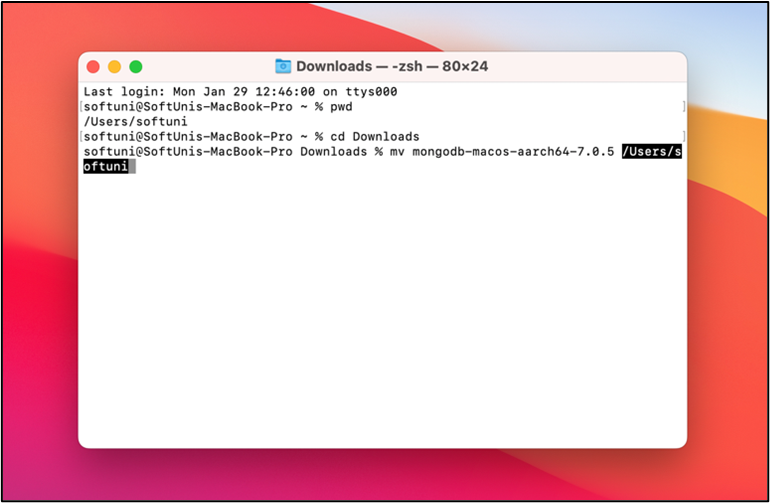 Downloads — -zsh — 80×24
Last login: Mon Jan 29 12:46:00 on ttys000
[softuni@SoftUnis-MacBook-Pro ~ % pwd ]
/Users/softuni
[softuni@SoftUnis-MacBook-Pro ~ % cd Downloads ]
softuni@SoftUnis-MacBook-Pro Downloads % mv mongodb-macos-aarch64-7.0.5 /Users/s
oftuni